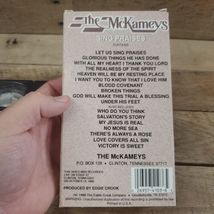 The McKameys
SING PRAISES
LET US SING PRAISES
GLORIOUS THINGS HE HAS DONE
WITH ALL MY HEART I THANK THEE, LORD
THE REALNESS OF THE SPIRIT
HEAVEN WILL BE MY RESTING PLACE
I WANT YOU TO KNOW THAT I LOVE HIM
BLOOD COVENANT
BROKEN THINGS
GOD WILL MAKE THIS TRIAL A BLESSING
UNDER HIS FEET
WHO DO YOU THINK
SALVATION'S STORY
MY JESUS IS REAL
NO MORE SEA
THERE'S ALWAYS A ROSE
LOVE COVERS ALL SIN
VICTORY IS SWEET
THE McKAMEYS
P.O. BOX 128 • CLINTON, TENNESSEE 37717
PRODUCED BY EDDIE CROOK
Printed in U.S.A.